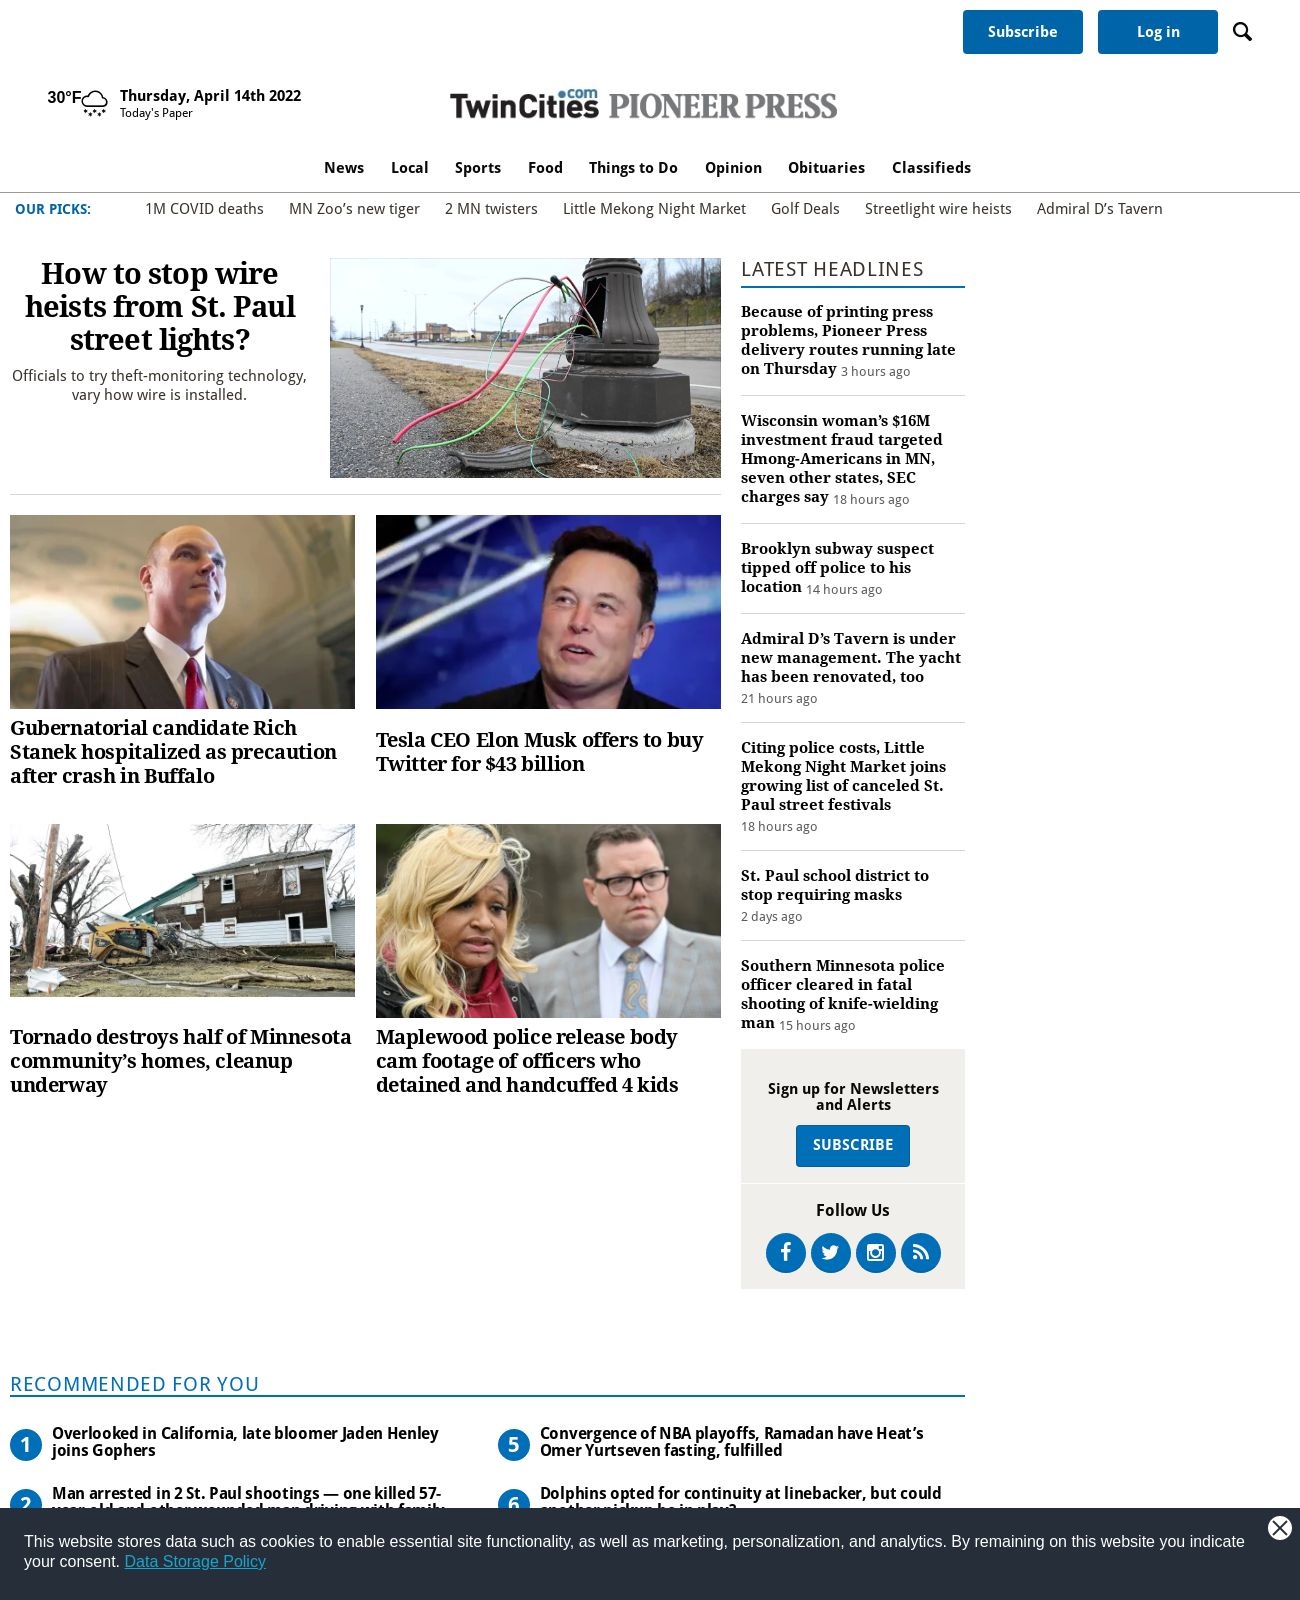 Subscribe
Log in
30°F
Thursday, April 14th 2022
Today's Paper
TwinCities.com PIONEER PRESS
News Local Sports Food Things to Do Opinion Obituaries Classifieds
OUR PICKS: 1M COVID deaths MN Zoo’s new tiger 2 MN twisters Little Mekong Night Market Golf Deals Streetlight wire heists Admiral D’s Tavern
How to stop wire
heists from St. Paul
street lights?
Officials to try theft-monitoring technology,
vary how wire is installed.
Gubernatorial candidate Rich
Stanek hospitalized as precaution
after crash in Buffalo
Tesla CEO Elon Musk offers to buy
Twitter for $43 billion
Tornado destroys half of Minnesota
community’s homes, cleanup
underway
Maplewood police release body
cam footage of officers who
detained and handcuffed 4 kids
LATEST HEADLINES
Because of printing press
problems, Pioneer Press
delivery routes running late
on Thursday 3 hours ago
Wisconsin woman’s $16M
investment fraud targeted
Hmong-Americans in MN,
seven other states, SEC
charges say 18 hours ago
Brooklyn subway suspect
tipped off police to his
location 14 hours ago
Admiral D’s Tavern is under
new management. The yacht
has been renovated, too
21 hours ago
Citing police costs, Little
Mekong Night Market joins
growing list of canceled St.
Paul street festivals
18 hours ago
St. Paul school district to
stop requiring masks
2 days ago
Southern Minnesota police
officer cleared in fatal
shooting of knife-wielding
man 15 hours ago
Sign up for Newsletters
and Alerts
SUBSCRIBE
Follow Us
RECOMMENDED FOR YOU
1 Overlooked in California, late bloomer Jaden Henley
joins Gophers
2 Man arrested in 2 St. Paul shootings — one killed 57-
5 Convergence of NBA playoffs, Ramadan have Heat’s
Omer Yurtseven fasting, fulfilled
6 Dolphins opted for continuity at linebacker, but could
This website stores data such as cookies to enable essential site functionality, as well as marketing, personalization, and analytics. By remaining on this website you indicate
your consent. Data Storage Policy